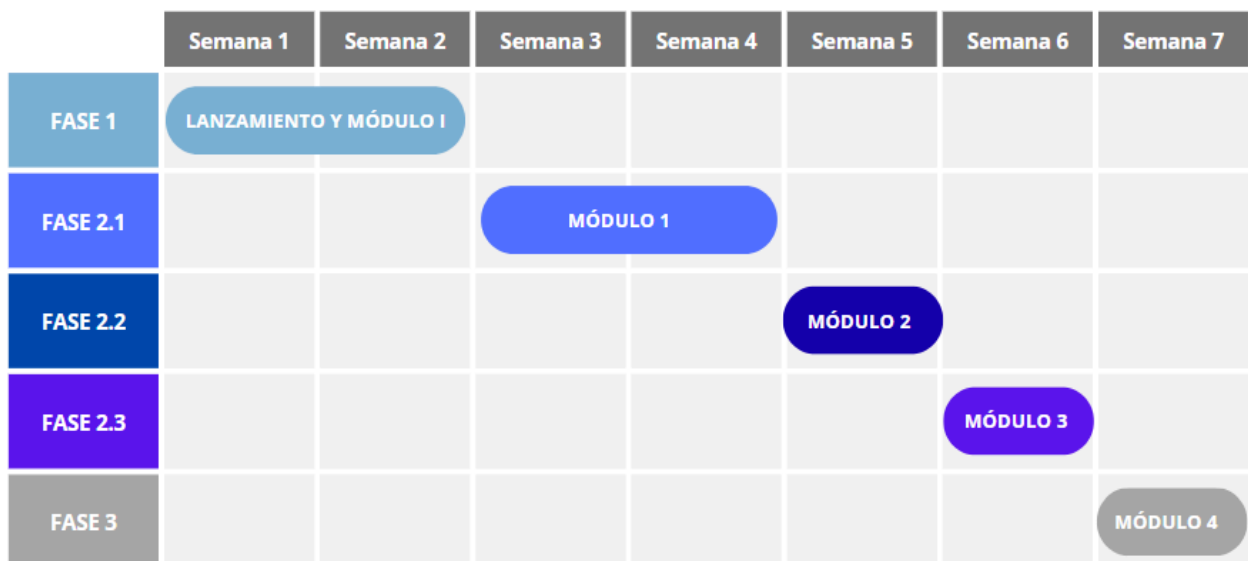 Semana 1 Semana 2 Semana 3 Semana 4 Semana 5 Semana 6 Semana 7
FASE 1 LANZAMIENTO Y MÓDULO I
FASE 2.1 MÓDULO 1
FASE 2.2 MÓDULO 2
FASE 2.3 MÓDULO 3
FASE 3 MÓDULO 4